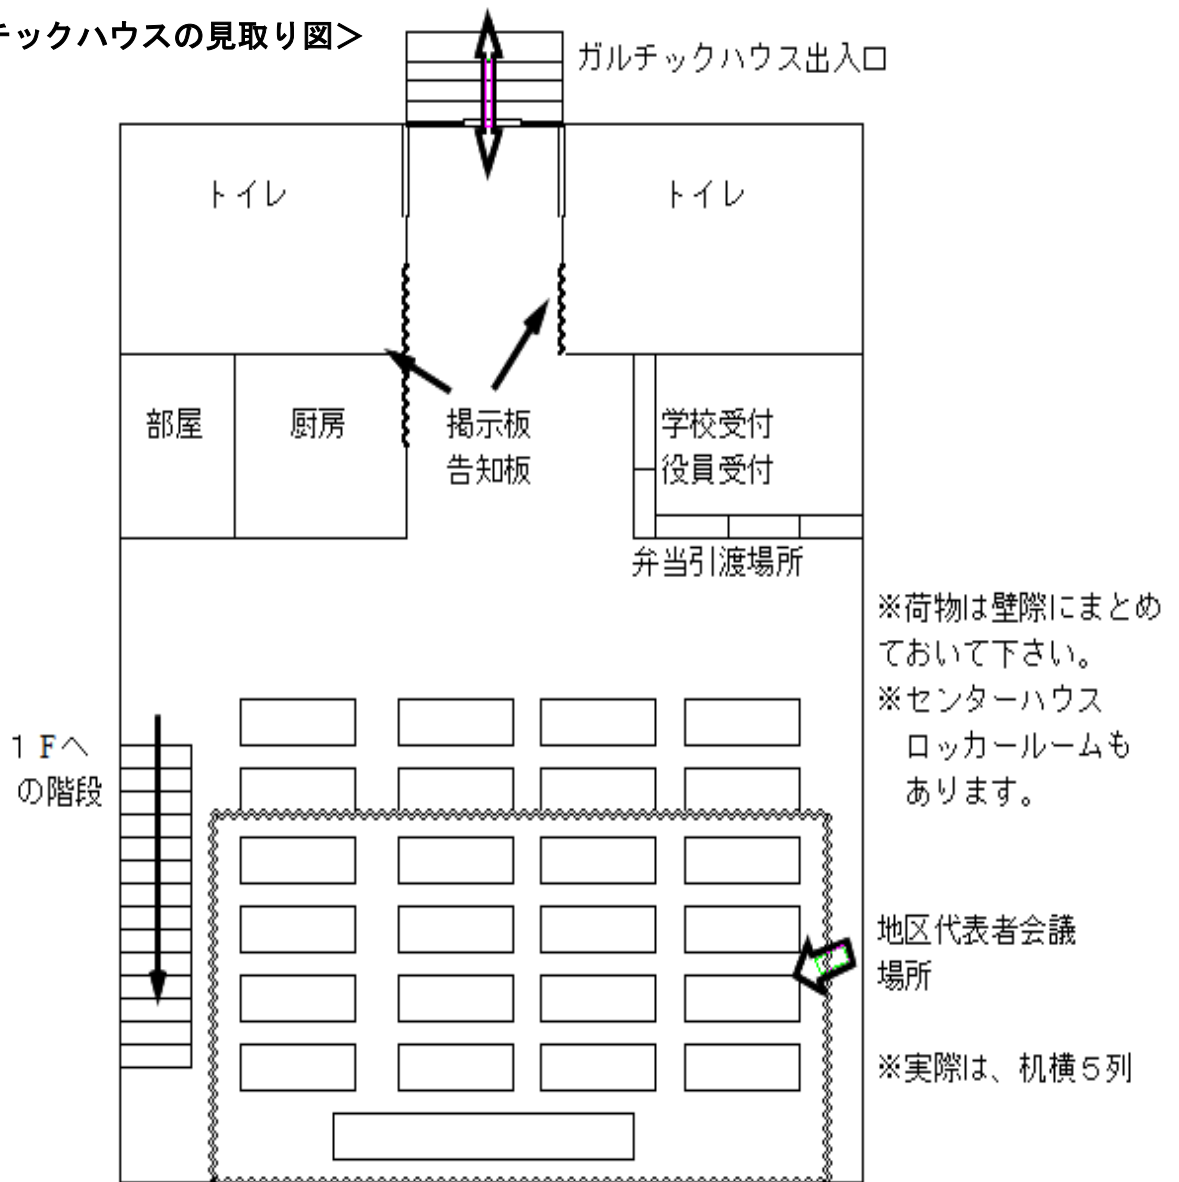 チックハウスの見取り図＞
ガルチックハウス出入口
トイレ
トイレ
部屋
厨房
掲示板
告知板
学校受付
役員受付
弁当引渡場所
※荷物は壁際にまとめ
ておいて下さい。
※センターハウス
ロッカールームも
あります。
１Fへ
の階段
地区代表者会議
場所
※実際は、机横５列